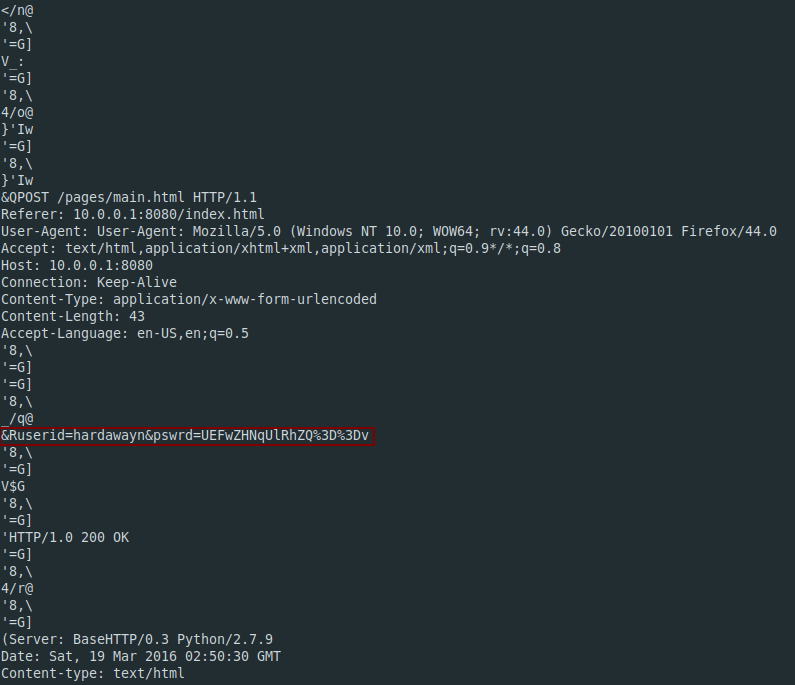 </n@
'8,\
'=G]
V_:
'=G]
'8,\
4/o@
}'Iw
'=G]
'8,\
}'Iw
&QPOST /pages/main.html HTTP/1.1
Referer: 10.0.0.1:8080/index.html
User-Agent: User-Agent: Mozilla/5.0 (Windows NT 10.0; WOW64; rv:44.0) Gecko/20100101 Firefox/44.0
Accept: text/html,application/xhtml+xml,application/xml;q=0.9*/*;q=0.8
Host: 10.0.0.1:8080
Connection: Keep-Alive
Content-Type: application/x-www-form-urlencoded
Content-Length: 43
Accept-Language: en-US,en;q=0.5
'8,\
'=G]
'=G]
'8,\
_/q@
&Ruserid=hardawayn&pswrd=UEFwZHNqUlRhZQ%3D%3Dv
'8,\
'=G]
V$G
'8,\
'=G]
'HTTP/1.0 200 OK
'=G]
'8,\
4/r@
'8,\
'=G]
(Server: BaseHTTP/0.3 Python/2.7.9
Date: Sat, 19 Mar 2016 02:50:30 GMT
Content-type: text/html